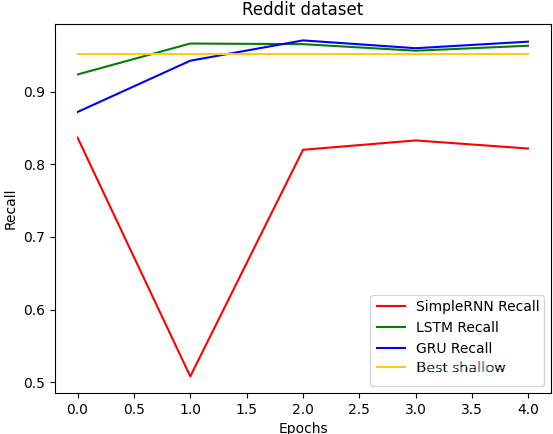 Reddit dataset
Recall
0.9
0.8
0.7
0.6
0.5
SimpleRNN Recall
LSTM Recall
GRU Recall
Best shallow
0.0 0.5 1.0 1.5 2.0 2.5 3.0 3.5 4.0
Epochs